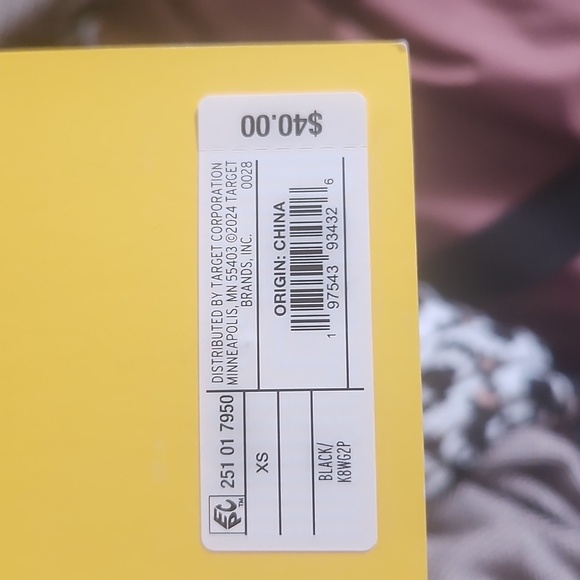 $40.00
DISTRIBUTED BY TARGET CORPORATION
MINNEAPOLIS, MN 55403 ©2024 TARGET
BRANDS, INC. 0028
ORIGIN: CHINA
1 97543 93432 6
EPC™ 251 01 7950
XS
BLACK/
K8WG2P